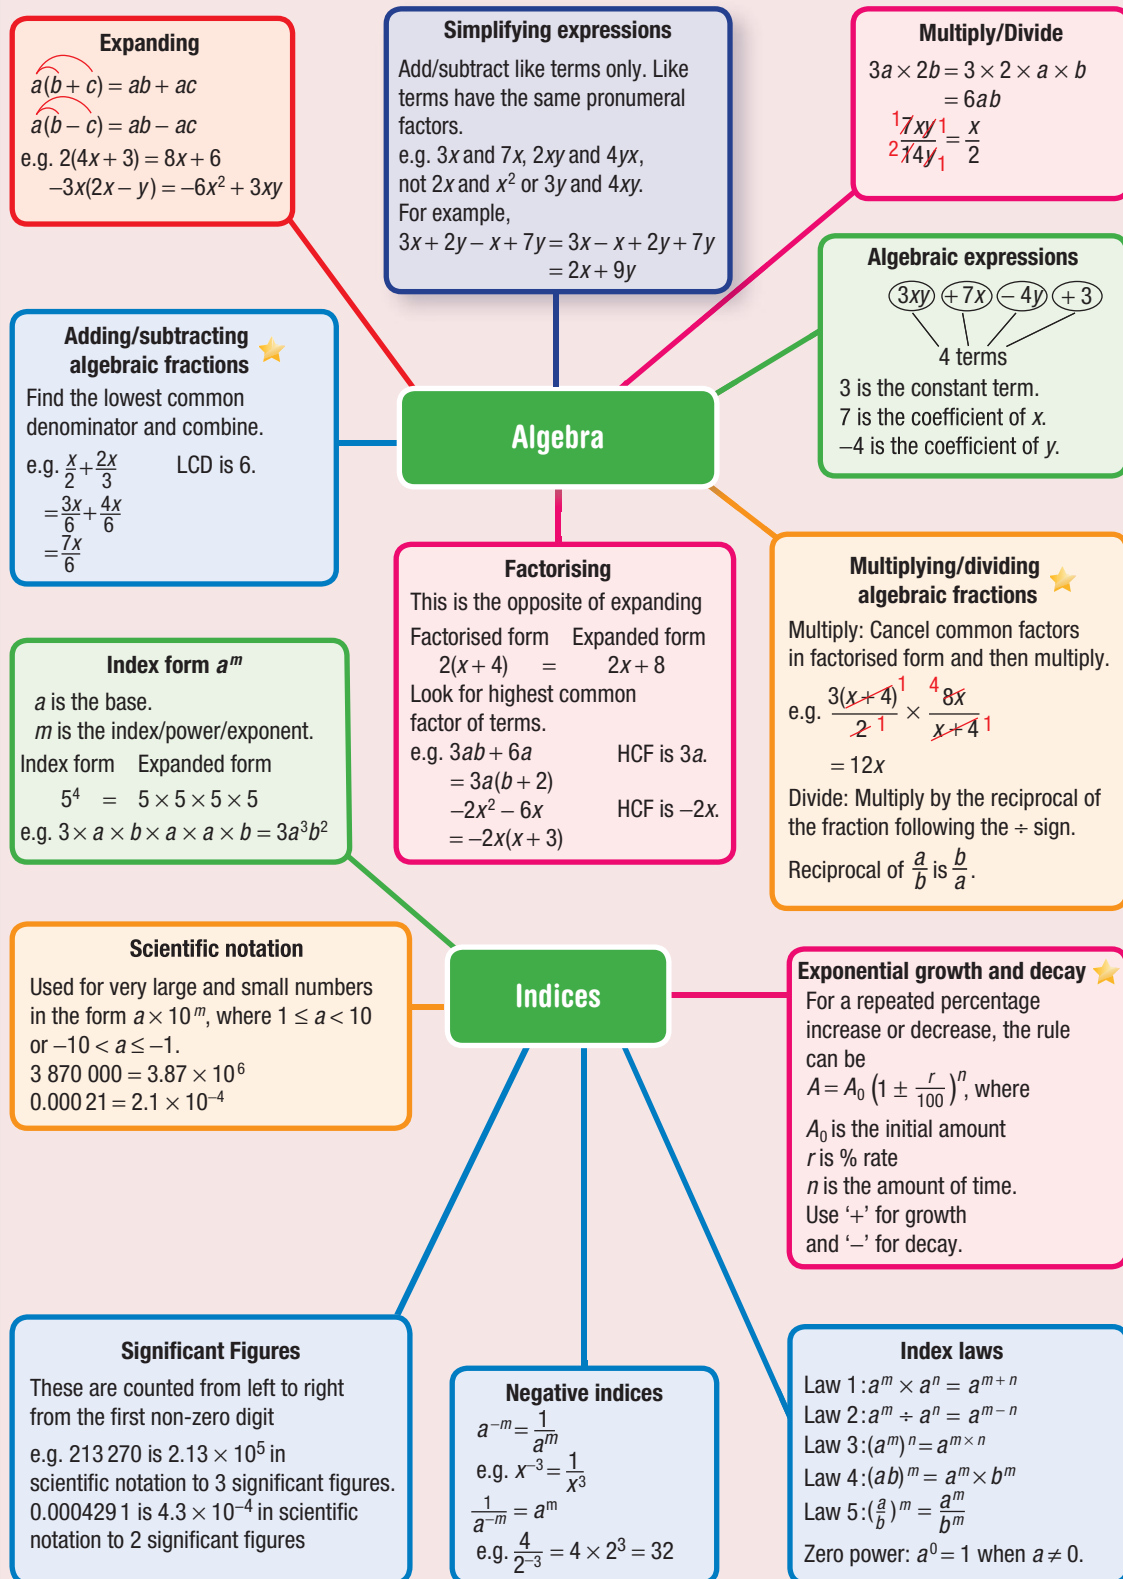 Expanding
a(b + c) = ab + ac
a(b − c) = ab − ac
e.g. 2(4x + 3) = 8x + 6
−3x(2x − y) = −6x² + 3xy
Simplifying expressions
Add/subtract like terms only. Like
terms have the same pronumeral
factors.
e.g. 3x and 7x, 2xy and 4yx,
not 2x and x² or 3y and 4xy.
For example,
3x + 2y − x + 7y = 3x − x + 2y + 7y
= 2x + 9y
Multiply/Divide
3a × 2b = 3 × 2 × a × b
= 6ab
¹7xy¹/²14y₁ = x/2
Algebraic expressions
3xy + 7x − 4y + 3
4 terms
3 is the constant term.
7 is the coefficient of x.
−4 is the coefficient of y.
Adding/subtracting
algebraic fractions
Find the lowest common
denominator and combine.
e.g. x/2 + 2x/3 LCD is 6.
= 3x/6 + 4x/6
= 7x/6
Algebra
Factorising
This is the opposite of expanding
Factorised form Expanded form
2(x + 4) = 2x + 8
Look for highest common
factor of terms.
e.g. 3ab + 6a HCF is 3a.
= 3a(b + 2)
−2x² − 6x HCF is −2x.
= −2x(x + 3)
Multiplying/dividing
algebraic fractions
Multiply: Cancel common factors
in factorised form and then multiply.
e.g. 3(x + 4)¹/2¹ × ⁴8x/x + 4¹
= 12x
Divide: Multiply by the reciprocal of
the fraction following the ÷ sign.
Reciprocal of a/b is b/a.
Index form aᵐ
a is the base.
m is the index/power/exponent.
Index form Expanded form
5⁴ = 5 × 5 × 5 × 5
e.g. 3 × a × b × a × a × b = 3a³b²
Indices
Scientific notation
Used for very large and small numbers
in the form a × 10ᵐ, where 1 ≤ a < 10
or −10 < a ≤ −1.
3 870 000 = 3.87 × 10⁶
0.000 21 = 2.1 × 10⁻⁴
Exponential growth and decay
For a repeated percentage
increase or decrease, the rule
can be
A = A₀ (1 ± r/100)ⁿ, where
A₀ is the initial amount
r is % rate
n is the amount of time.
Use ‘+’ for growth
and ‘−’ for decay.
Significant Figures
These are counted from left to right
from the first non-zero digit
e.g. 213 270 is 2.13 × 10⁵ in
scientific notation to 3 significant figures.
0.000429 1 is 4.3 × 10⁻⁴ in scientific
notation to 2 significant figures
Negative indices
a⁻ᵐ = 1/aᵐ
e.g. x⁻³ = 1/x³
1/a⁻ᵐ = aᵐ
e.g. 4/2⁻³ = 4 × 2³ = 32
Index laws
Law 1: aᵐ × aⁿ = aᵐ⁺ⁿ
Law 2: aᵐ ÷ aⁿ = aᵐ⁻ⁿ
Law 3: (aᵐ)ⁿ = aᵐ ˣ ⁿ
Law 4: (ab)ᵐ = aᵐ × bᵐ
Law 5: (a/b)ᵐ = aᵐ/bᵐ
Zero power: a⁰ = 1 when a ≠ 0.